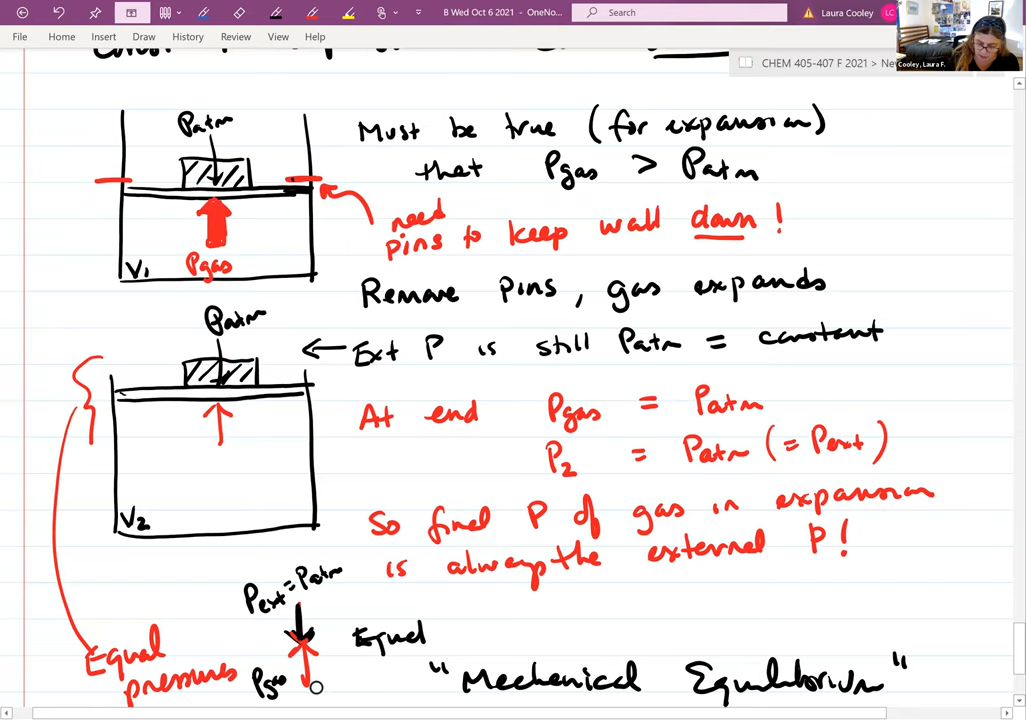 B Wed Oct 6 2021 - OneNo...
Search
Laura Cooley
LC
File Home Insert Draw History Review View Help
CHEM 405-407 F 2021 >
Cooley, Laura F.
Patm
Must be true (for expansion)
that Pgas > Patm
need
pins to keep wall down!
Pgas
V1
Remove pins, gas expands
Patm
← Ext P is still Patm = constant
At end Pgas = Patm
P2 = Patm (= Pext)
V2
So final P of gas in expansion
is always the external P!
Pext = Patm
Equal
pressures
Pgas
Equal
"Mechanical Equilibrium"